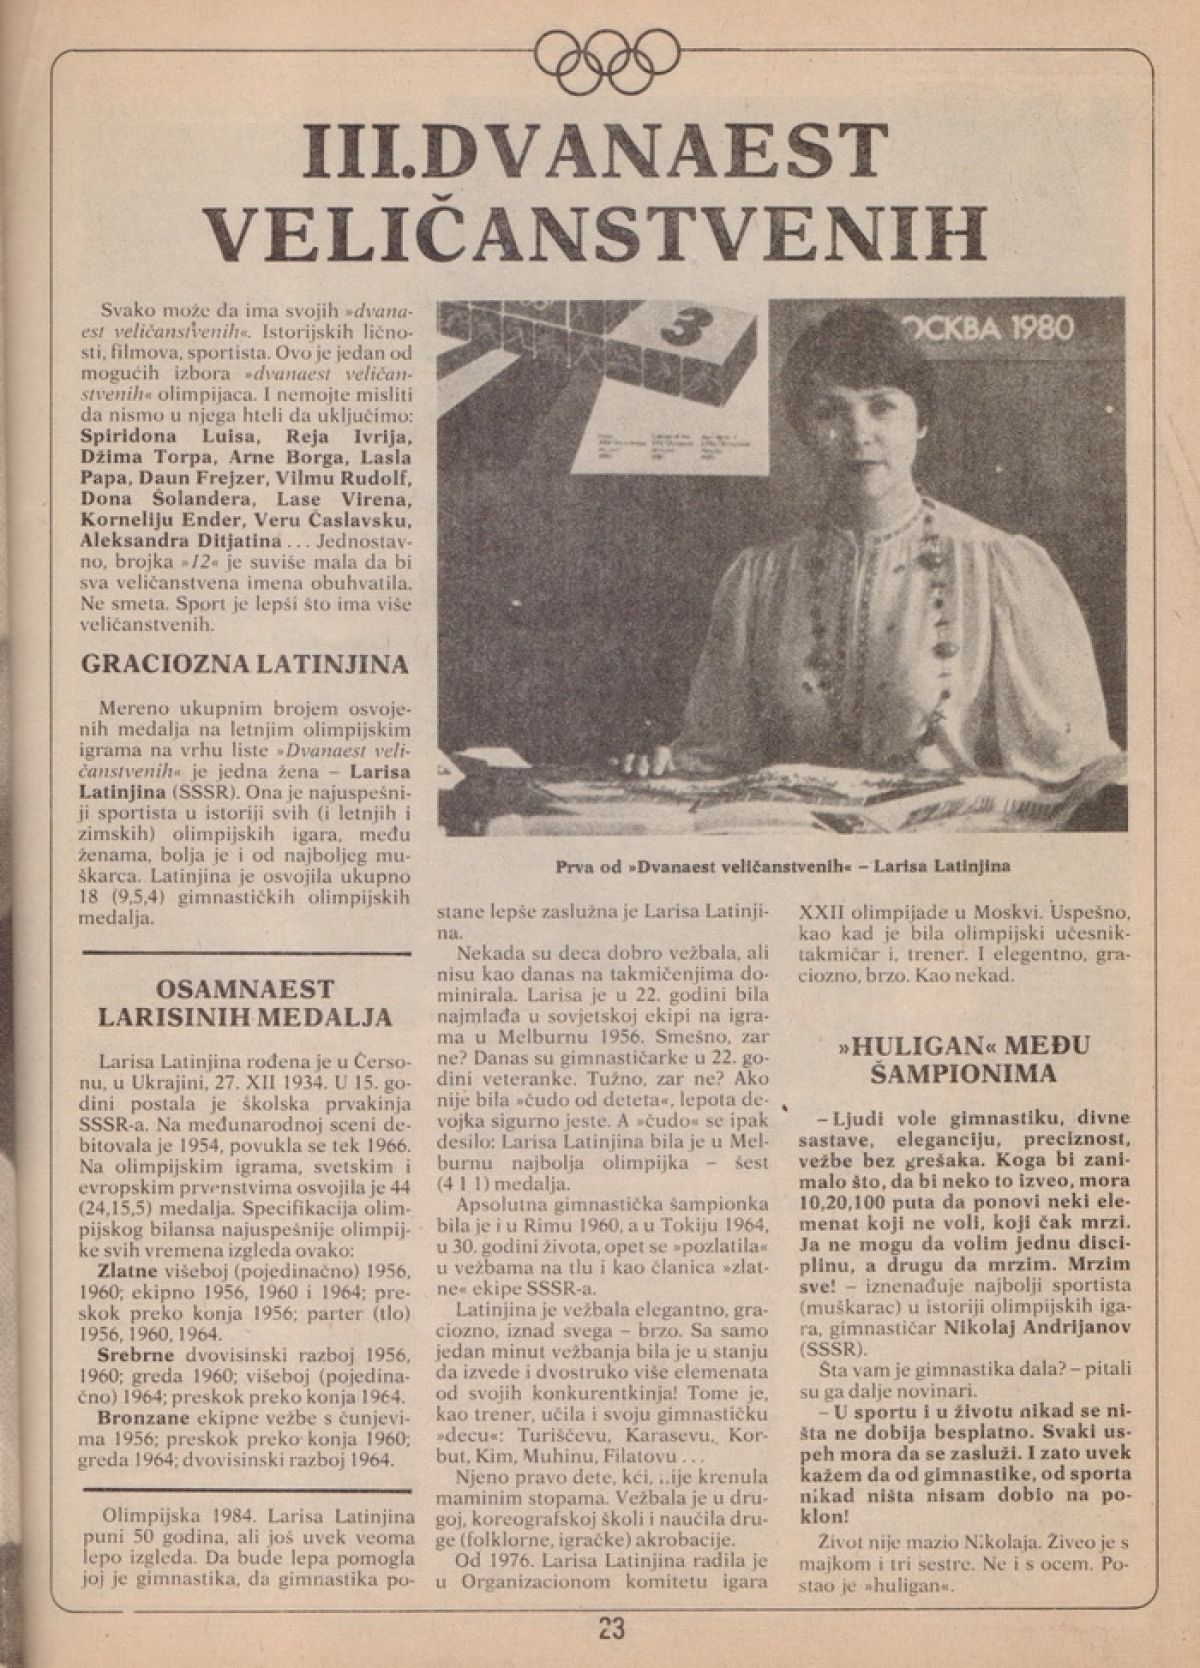 III. DVANAEST
VELIČANSTVENIH
Svako može da ima svojih »dvana-
est veličanstvenih«. Istorijskih lično-
sti, filmova, sportista. Ovo je jedan od
mogućih izbora »dvanaest veličan-
stvenih« olimpijaca. I nemojte misliti
da nismo u njega hteli da uključimo:
Spiridona Luisa, Reja Ivrija,
Džima Torpa, Arne Borga, Lasla
Papa, Daun Frejzer, Vilmu Rudolf,
Dona Šolandera, Lase Virena,
Korneliju Ender, Veru Časlavsku,
Aleksandra Ditjatina ... Jednostav-
no, brojka »12« je suviše mala da bi
sva veličanstvena imena obuhvatila.
Ne smeta. Sport je lepši što ima više
veličanstvenih.
GRACIOZNA LATINJINA
Mereno ukupnim brojem osvoje-
nih medalja na letnjim olimpijskim
igrama na vrhu liste »Dvanaest veli-
čanstvenih« je jedna žena – Larisa
Latinjina (SSSR). Ona je najuspešni-
ji sportista u istoriji svih (i letnjih i
zimskih) olimpijskih igara, među
ženama, bolja je i od najboljeg mu-
škarca. Latinjina je osvojila ukupno
18 (9,5,4) gimnastičkih olimpijskih
medalja.
OSAMNAEST
LARISINIH MEDALJA
Larisa Latinjina rođena je u Čerso-
nu, u Ukrajini, 27. XII 1934. U 15. go-
dini postala je školska prvakinja
SSSR-a. Na međunarodnoj sceni de-
bitovala je 1954, povukla se tek 1966.
Na olimpijskim igrama, svetskim i
evropskim prvenstvima osvojila je 44
(24,15,5) medalja. Specifikacija olim-
pijskog bilansa najuspešnije olimpij-
ke svih vremena izgleda ovako:
Zlatne višeboj (pojedinačno) 1956,
1960; ekipno 1956, 1960 i 1964; pre-
skok preko konja 1956; parter (tlo)
1956, 1960, 1964.
Srebrne dvovisinski razboj 1956,
1960; greda 1960; višeboj (pojedina-
čno) 1964; preskok preko konja 1964.
Bronzane ekipne vežbe s čunjevi-
ma 1956; preskok preko konja 1960;
greda 1964; dvovisinski razboj 1964.
Olimpijska 1984. Larisa Latinjina
puni 50 godina, ali još uvek veoma
lepo izgleda. Da bude lepa pomogla
joj je gimnastika, da gimnastika po-
3
ОСКВА 1980
Prva od »Dvanaest veličanstvenih« – Larisa Latinjina
stane lepše zaslužna je Larisa Latinji-
na.
Nekada su deca dobro vežbala, ali
nisu kao danas na takmičenjima do-
minirala. Larisa je u 22. godini bila
najmlađa u sovjetskoj ekipi na igra-
ma u Melburnu 1956. Smešno, zar
ne? Danas su gimnastičarke u 22. go-
dini veteranke. Tužno, zar ne? Ako
nije bila »čudo od deteta«, lepota de-
vojka sigurno jeste. A »čudo« se ipak
desilo: Larisa Latinjina bila je u Mel-
burnu najbolja olimpijka – šest
(4 1 1) medalja.
Apsolutna gimnastička šampionka
bila je i u Rimu 1960, a u Tokiju 1964,
u 30. godini života, opet se »pozlatila«
u vežbama na tlu i kao članica »zlat-
ne« ekipe SSSR-a.
Latinjina je vežbala elegantno, gra-
ciozno, iznad svega – brzo. Sa samo
jedan minut vežbanja bila je u stanju
da izvede i dvostruko više elemenata
od svojih konkurentkinja! Tome je,
kao trener, učila i svoju gimnastičku
»decu«: Turiščevu, Karasevu, Kor-
but, Kim, Muhinu, Filatovu ...
Njeno pravo dete, kći, nije krenula
maminim stopama. Vežbala je u dru-
goj, koreografskoj školi i naučila dru-
ge (folklorne, igračke) akrobacije.
Od 1976. Larisa Latinjina radila je
u Organizacionom komitetu igara
XXII olimpijade u Moskvi. Uspešno,
kao kad je bila olimpijski učesnik-
takmičar i, trener. I elegentno, gra-
ciozno, brzo. Kao nekad.
»HULIGAN« MEĐU
ŠAMPIONIMA
– Ljudi vole gimnastiku, divne
sastave, eleganciju, preciznost,
vežbe bez grešaka. Koga bi zani-
malo što, da bi neko to izveo, mora
10,20,100 puta da ponovi neki ele-
menat koji ne voli, koji čak mrzi.
Ja ne mogu da volim jednu disci-
plinu, a drugu da mrzim. Mrzim
sve! – iznenađuje najbolji sportista
(muškarac) u istoriji olimpijskih iga-
ra, gimnastičar Nikolaj Andrijanov
(SSSR).
Šta vam je gimnastika dala? – pitali
su ga dalje novinari.
– U sportu i u životu nikad se ni-
šta ne dobija besplatno. Svaki us-
peh mora da se zasluži. I zato uvek
kažem da od gimnastike, od sporta
nikad ništa nisam dobio na po-
klon!
Život nije mazio Nikolaja. Živeo je s
majkom i tri sestre. Ne i s ocem. Po-
stao je »huligan«.
23